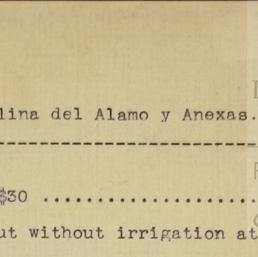 lina del Alamo y Anexas.
$30 ......................
ut without irrigation at